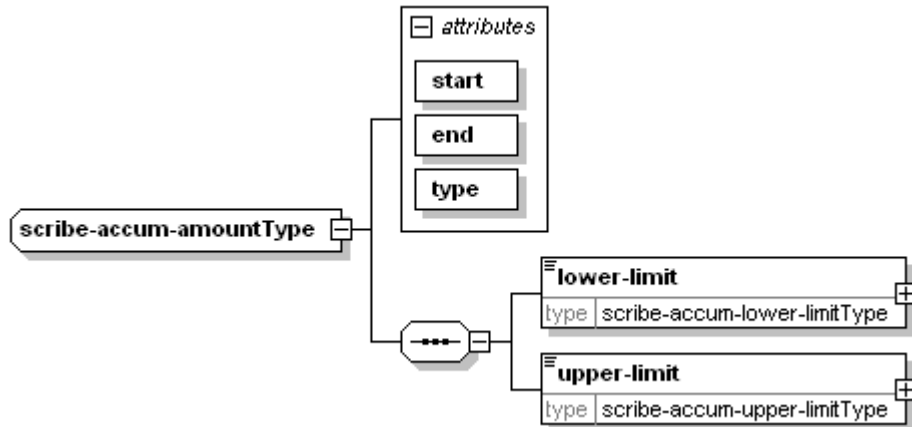 attributes
start
end
type
scribe-accum-amountType
lower-limit
type scribe-accum-lower-limitType
upper-limit
type scribe-accum-upper-limitType